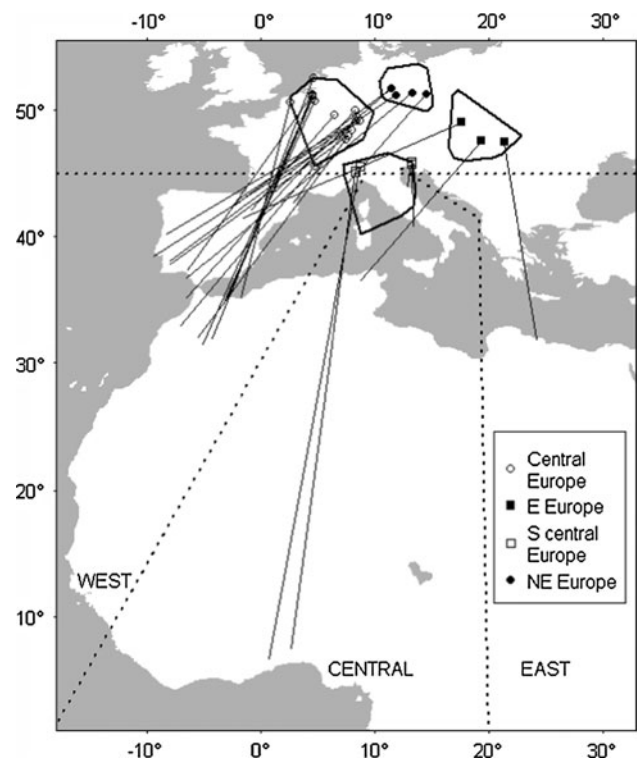 -10° 0° 10° 20° 30°
50°
40°
30°
20°
10°
Central
Europe
E Europe
S central
Europe
NE Europe
WEST
CENTRAL EAST
-10° 0° 10° 20° 30°